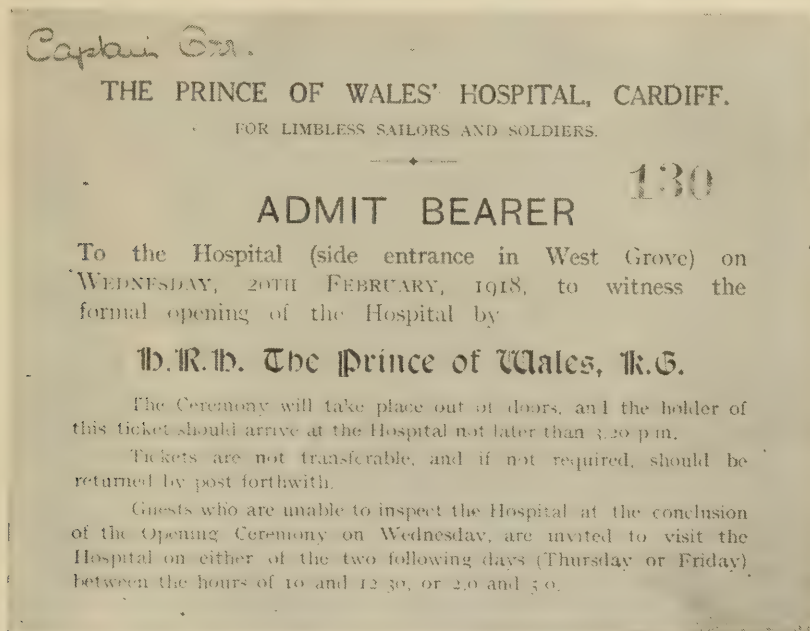 Captain
THE PRINCE OF WALES' HOSPITAL, CARDIFF.
FOR LIMBLESS SAILORS AND SOLDIERS.
130
ADMIT BEARER
To the Hospital (side entrance in West Grove) on
WEDNESDAY, 20TH FEBRUARY, 1918, to witness the
formal opening of the Hospital by
H.R.H. The Prince of Wales, K.G.
The Ceremony will take place out of doors, and the holder of
this ticket should arrive at the Hospital not later than 3.20 p.m.
Tickets are not transferable, and if not required, should be
returned by post forthwith.
Guests who are unable to inspect the Hospital at the conclusion
of the Opening Ceremony on Wednesday, are invited to visit the
Hospital on either of the two following days (Thursday or Friday)
between the hours of 10 and 12.30, or 2.0 and 5.0.